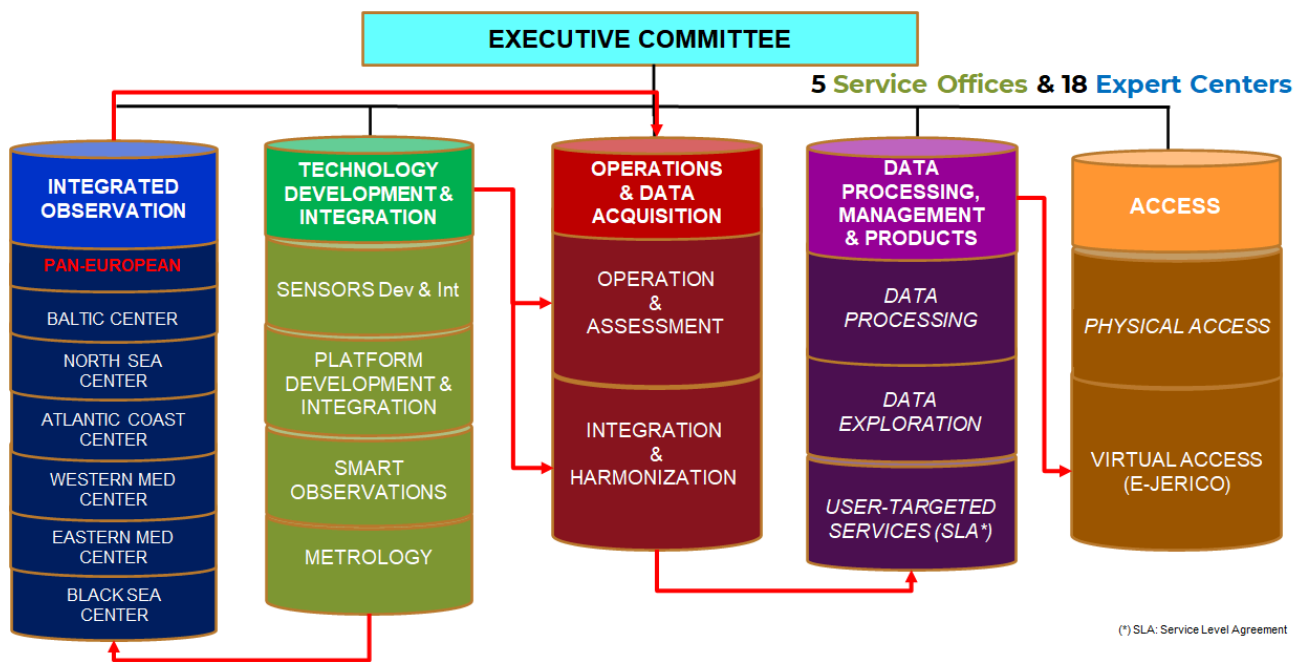 EXECUTIVE COMMITTEE
5 Service Offices & 18 Expert Centers
INTEGRATED
OBSERVATION
PAN-EUROPEAN
BALTIC CENTER
NORTH SEA
CENTER
ATLANTIC COAST
CENTER
WESTERN MED
CENTER
EASTERN MED
CENTER
BLACK SEA
CENTER
TECHNOLOGY
DEVELOPMENT &
INTEGRATION
SENSORS Dev & Int
PLATFORM
DEVELOPMENT &
INTEGRATION
SMART
OBSERVATIONS
METROLOGY
OPERATIONS
& DATA
ACQUISITION
OPERATION
&
ASSESSMENT
INTEGRATION
&
HARMONIZATION
DATA
PROCESSING,
MANAGEMENT
& PRODUCTS
DATA
PROCESSING
DATA
EXPLORATION
USER-TARGETED
SERVICES (SLA*)
ACCESS
PHYSICAL ACCESS
VIRTUAL ACCESS
(E-JERICO)
(*) SLA: Service Level Agreement